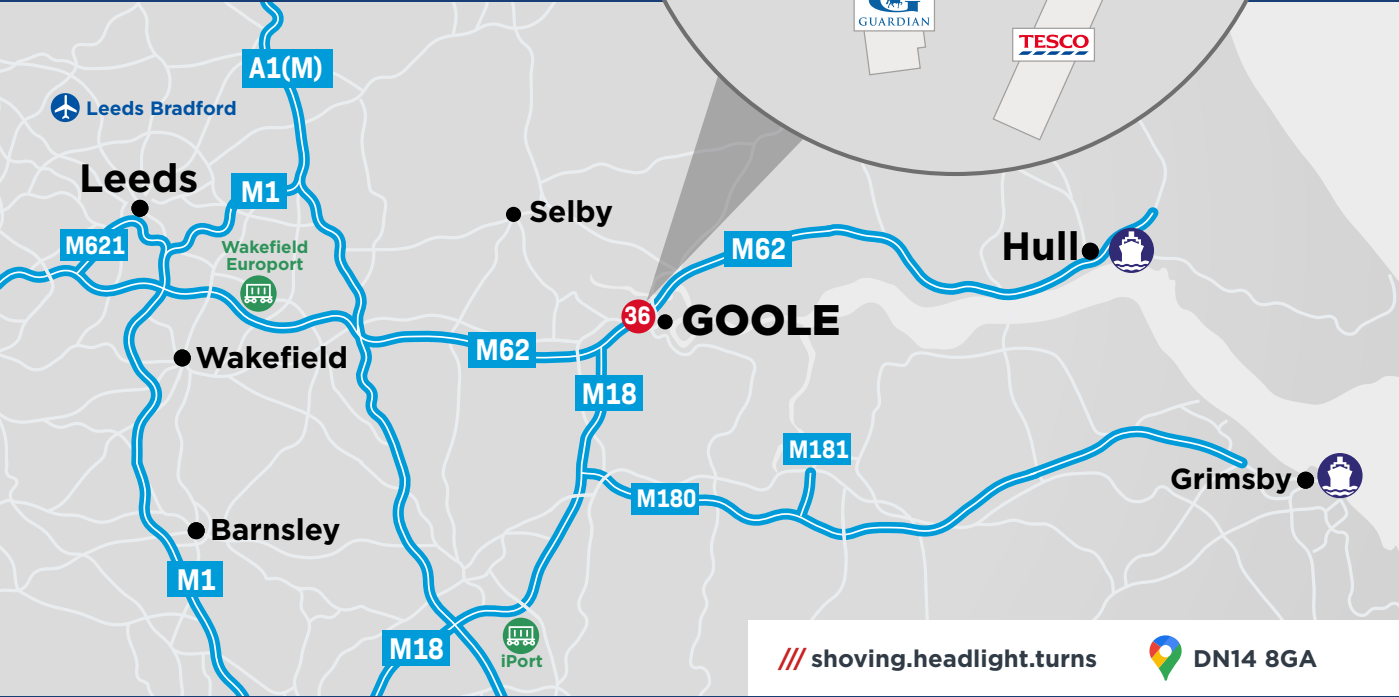 GUARDIAN
TESCO
A1(M)
Leeds Bradford
Leeds
M1
Selby
M621
Wakefield
Europort
M62
Hull
36
GOOLE
Wakefield
M62
M18
M181
Grimsby
M180
Barnsley
M1
M18
iPort
/// shoving.headlight.turns
DN14 8GA